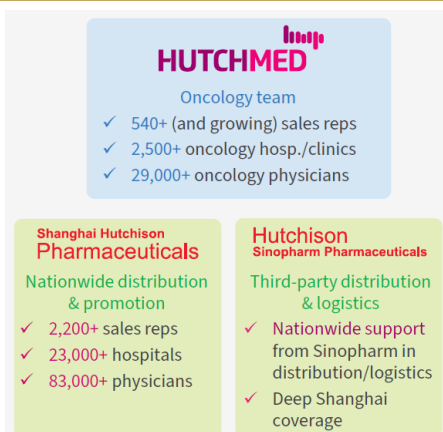 HUTCHMED
Oncology team
✓ 540+ (and growing) sales reps
✓ 2,500+ oncology hosp./clinics
✓ 29,000+ oncology physicians
Shanghai Hutchison
Pharmaceuticals
Nationwide distribution
& promotion
✓ 2,200+ sales reps
✓ 23,000+ hospitals
✓ 83,000+ physicians
Hutchison
Sinopharm Pharmaceuticals
Third-party distribution
& logistics
✓ Nationwide support
from Sinopharm in
distribution/logistics
✓ Deep Shanghai
coverage